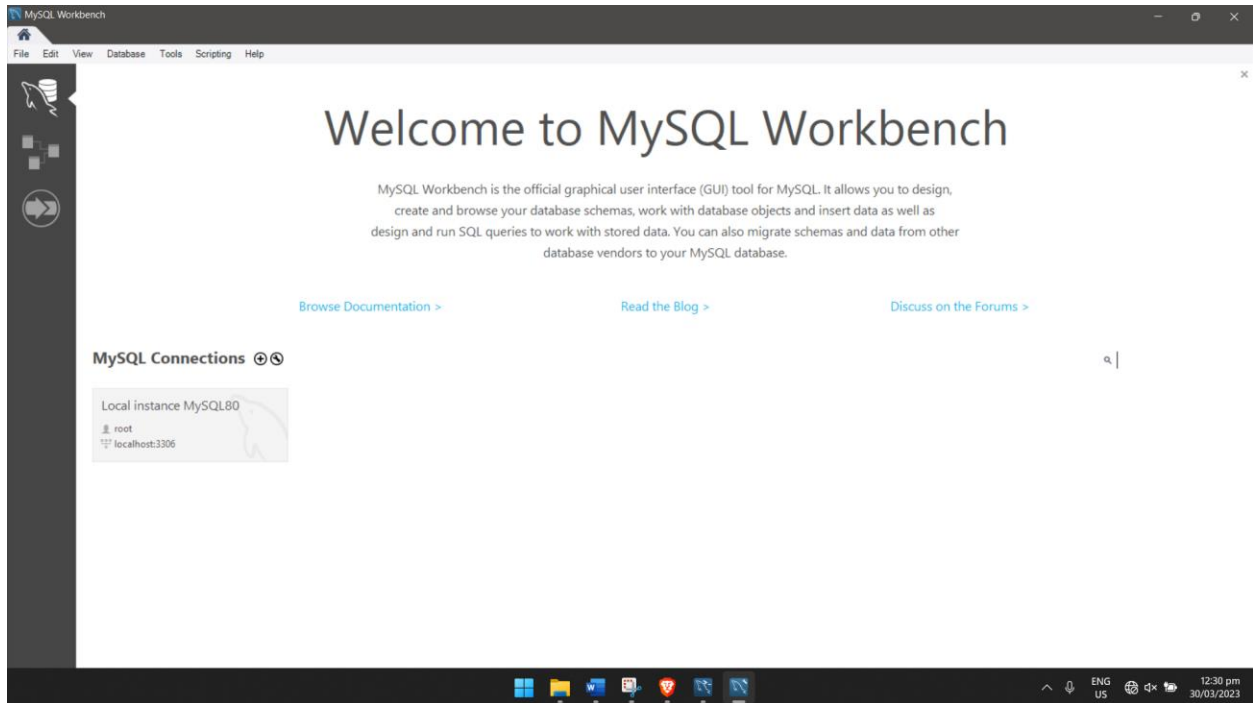 MySQL Workbench
File Edit View Database Tools Scripting Help
Welcome to MySQL Workbench
MySQL Workbench is the official graphical user interface (GUI) tool for MySQL. It allows you to design,
create and browse your database schemas, work with database objects and insert data as well as
design and run SQL queries to work with stored data. You can also migrate schemas and data from other
database vendors to your MySQL database.
Browse Documentation > Read the Blog > Discuss on the Forums >
MySQL Connections
Local instance MySQL80
root
localhost:3306
ENG
US
12:30 pm
30/03/2023